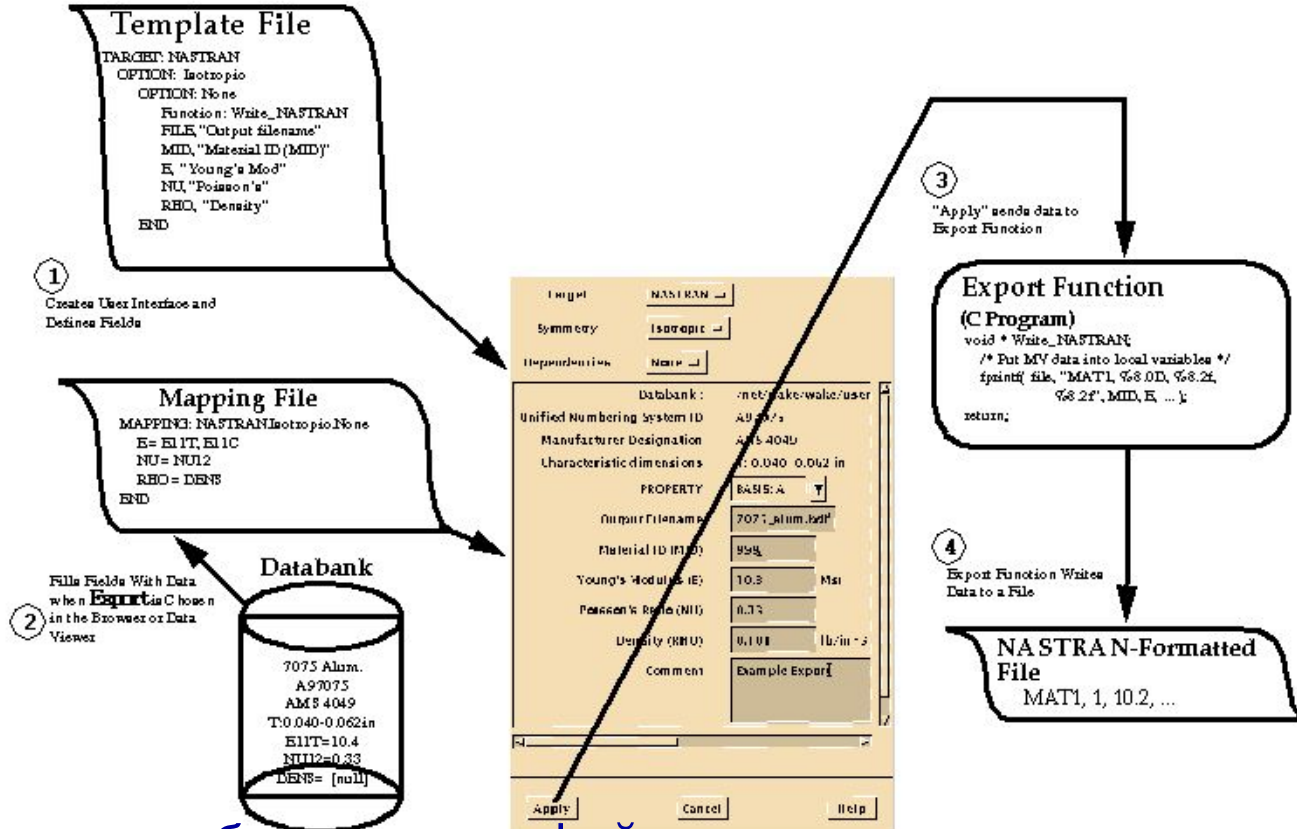 Template File
TARGET: NASTRAN
OPTION: Isotropic
OPTION: None
Function: Write_NASTRAN
FILE, "Output filename"
MID, "Material ID (MID)"
E, "Young's Mod"
NU, "Poisson's"
RHO, "Density"
END
1
Creates User Interface and
Defines Fields
Mapping File
MAPPING: NASTRAN.Isotropic.None
E= E11T, E11C
NU= NU12
RHO= DENS
END
2
Fills Fields With Data
when Export is Chosen
in the Browser or Data
Viewer
Databank
7075 Alum.
A97075
AMS 4049
T:0.040-0.062in
E11T=10.4
NU12=0.33
DENS= [null]
Target NASTRAN
Symmetry Isotropic
Dependencies None
Databank :
Unified Numbering System ID
Manufacturer Designation AMS 4049
Characteristic dimensions T: 0.040 0.062 in
PROPERTY BASIS: A
Output Filename 7075_alum.bdf
Material ID (MID) 999
Young's Modulus (E) 10.3 Msi
Poisson's Ratio (NU) 0.33
Density (RHO) lb/in
Comment Example Export
Apply Cancel Help
3
"Apply" sends data to
Export Function
Export Function
(C Program)
void * Write_NASTRAN;
/* Put MV data into local variables */
fprintf( file, "MAT1, %8.0D, %8.2f,
%8.2f", MID, E, ... );
return;
4
Export Function Writes
Data to a File
NASTRAN-Formatted
File
MAT1, 1, 10.2, ...